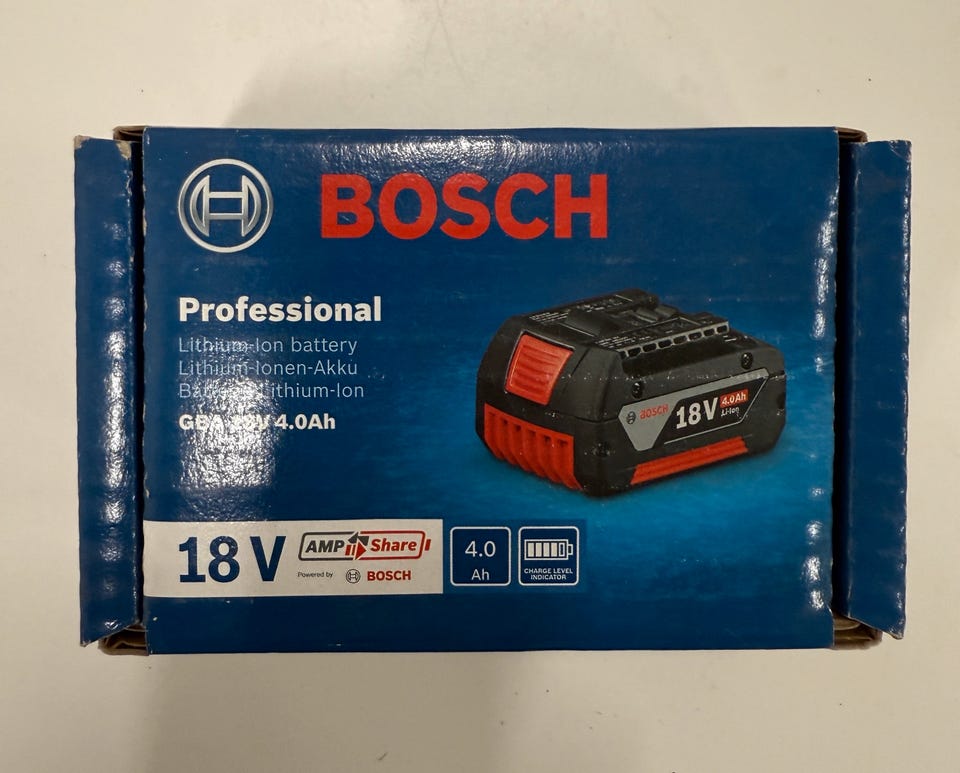 BOSCH
Professional
Lithium-Ion battery
Lithium-Ionen-Akku
Lithium-Ion
GBA 18V 4.0Ah
BOSCH 18V 4.0Ah
Li-Ion
18 V AMP Share
Powered by BOSCH
4.0
Ah
CHARGE LEVEL
INDICATOR